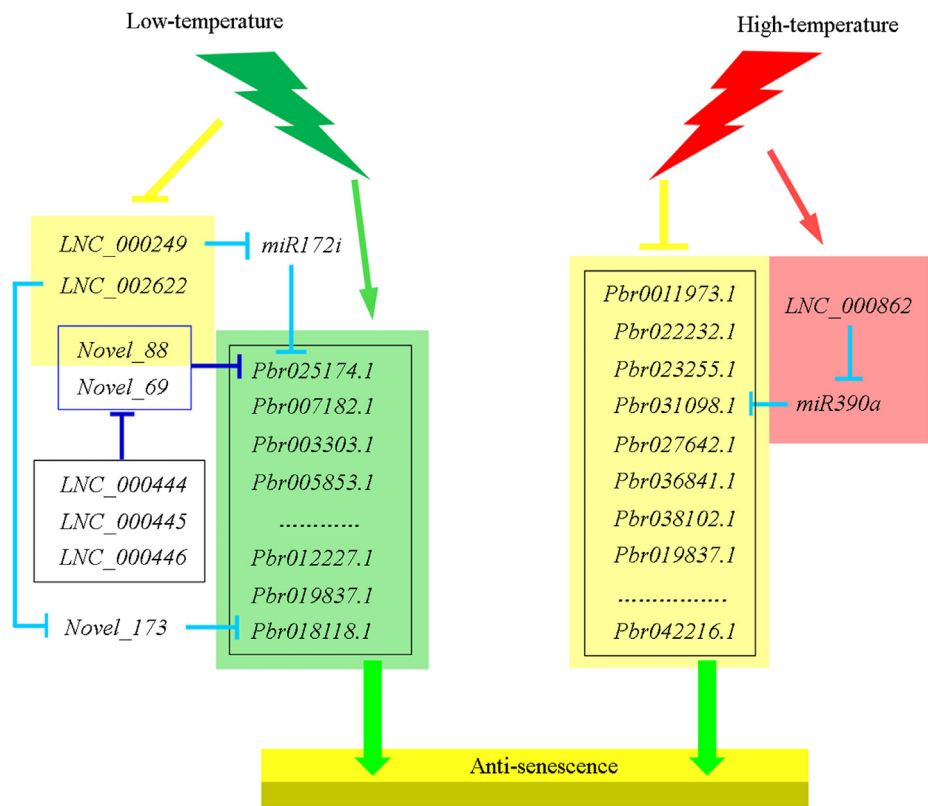 Low-temperature
High-temperature
LNC_000249
miR172i
LNC_002622
Novel_88
Novel_69
LNC_000444
LNC_000445
LNC_000446
Novel_173
Pbr025174.1
Pbr007182.1
Pbr003303.1
Pbr005853.1
............
Pbr012227.1
Pbr019837.1
Pbr018118.1
Pbr0011973.1
Pbr022232.1
Pbr023255.1
Pbr031098.1
Pbr027642.1
Pbr036841.1
Pbr038102.1
Pbr019837.1
................
Pbr042216.1
LNC_000862
miR390a
Anti-senescence